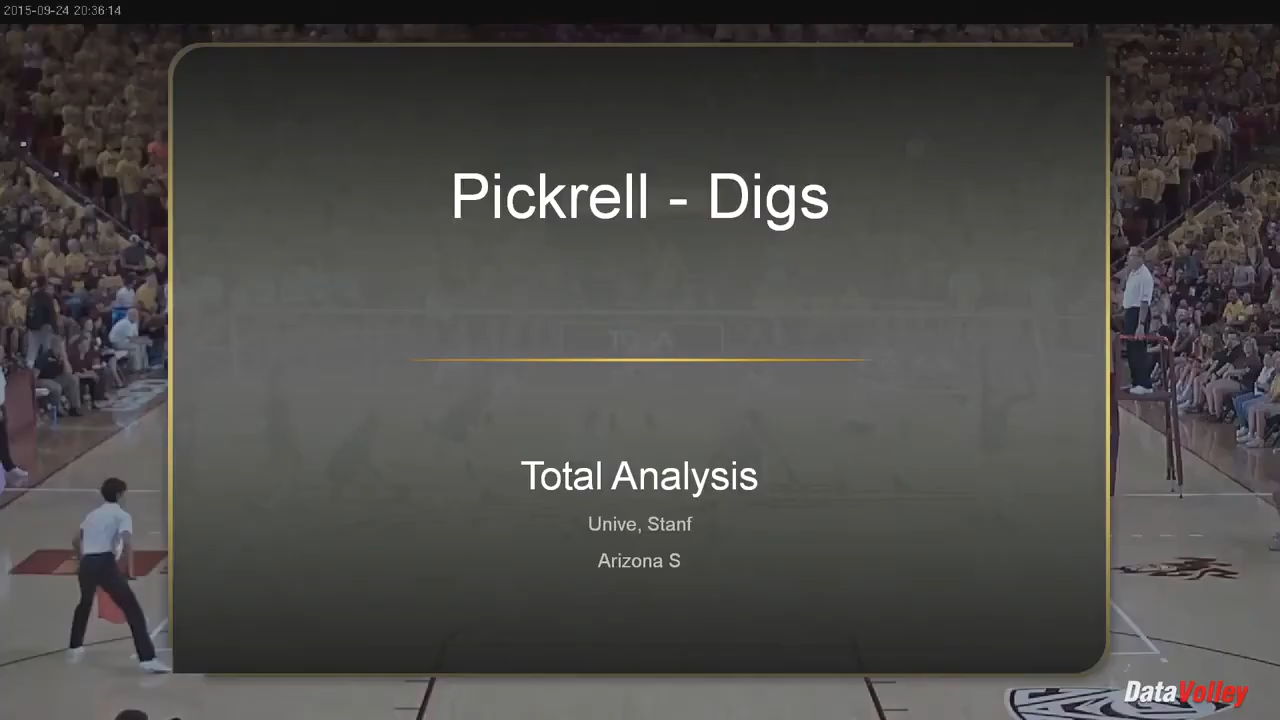 2015-09-24 20:36:14
Pickrell - Digs
Total Analysis
Unive, Stanf
Arizona S
DataVolley